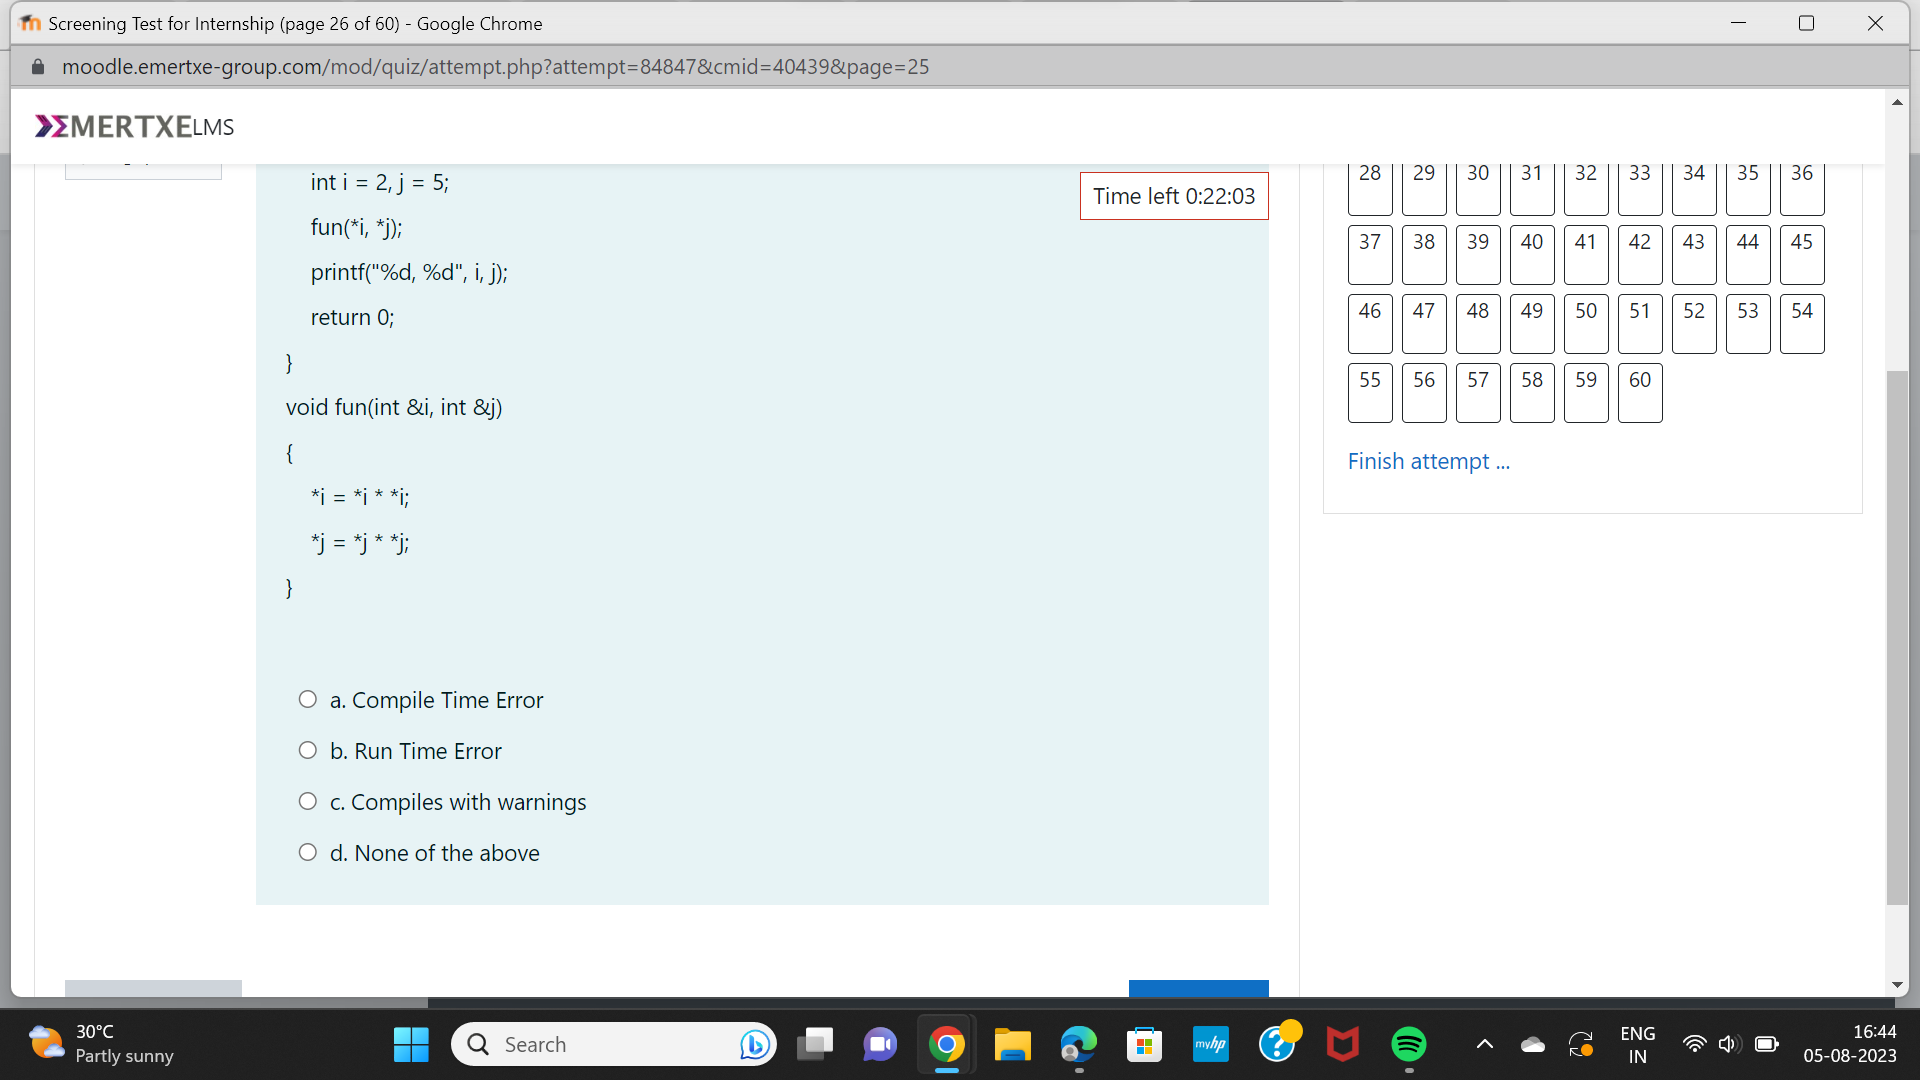 Screening Test for Internship (page 26 of 60) - Google Chrome
moodle.emertxe-group.com/mod/quiz/attempt.php?attempt=84847&cmid=40439&page=25
EMERTXE LMS
int i = 2, j = 5;
fun(*i, *j);
printf("%d, %d", i, j);
return 0;
}
void fun(int &i, int &j)
{
*i = *i * *i;
*j = *j * *j;
}
a. Compile Time Error
b. Run Time Error
c. Compiles with warnings
d. None of the above
Time left 0:22:03
28 29 30 31 32 33 34 35 36
37 38 39 40 41 42 43 44 45
46 47 48 49 50 51 52 53 54
55 56 57 58 59 60
Finish attempt ...
30°C
Partly sunny
Search
myhp
ENG
IN
16:44
05-08-2023